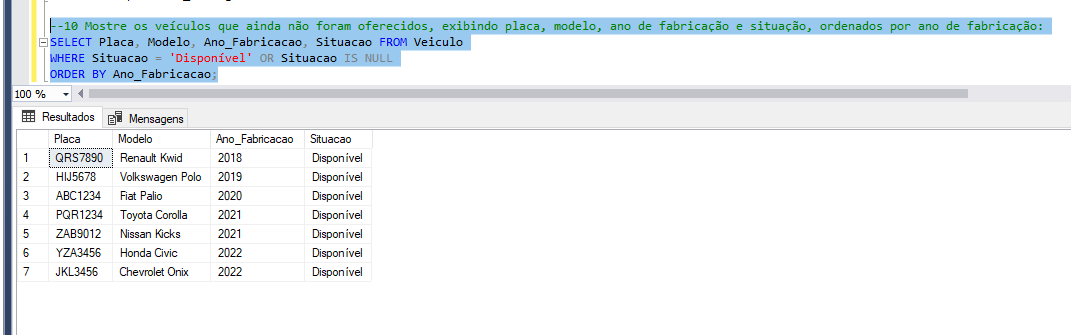 --10 Mostre os veículos que ainda não foram oferecidos, exibindo placa, modelo, ano de fabricação e situação, ordenados por ano de fabricação:
SELECT Placa, Modelo, Ano_Fabricacao, Situacao FROM Veiculo
WHERE Situacao = 'Disponível' OR Situacao IS NULL
ORDER BY Ano_Fabricacao;
100 %
Resultados Mensagens
Placa Modelo Ano_Fabricacao Situacao
1 QRS7890 Renault Kwid 2018 Disponível
2 HIJ5678 Volkswagen Polo 2019 Disponível
3 ABC1234 Fiat Palio 2020 Disponível
4 PQR1234 Toyota Corolla 2021 Disponível
5 ZAB9012 Nissan Kicks 2021 Disponível
6 YZA3456 Honda Civic 2022 Disponível
7 JKL3456 Chevrolet Onix 2022 Disponível